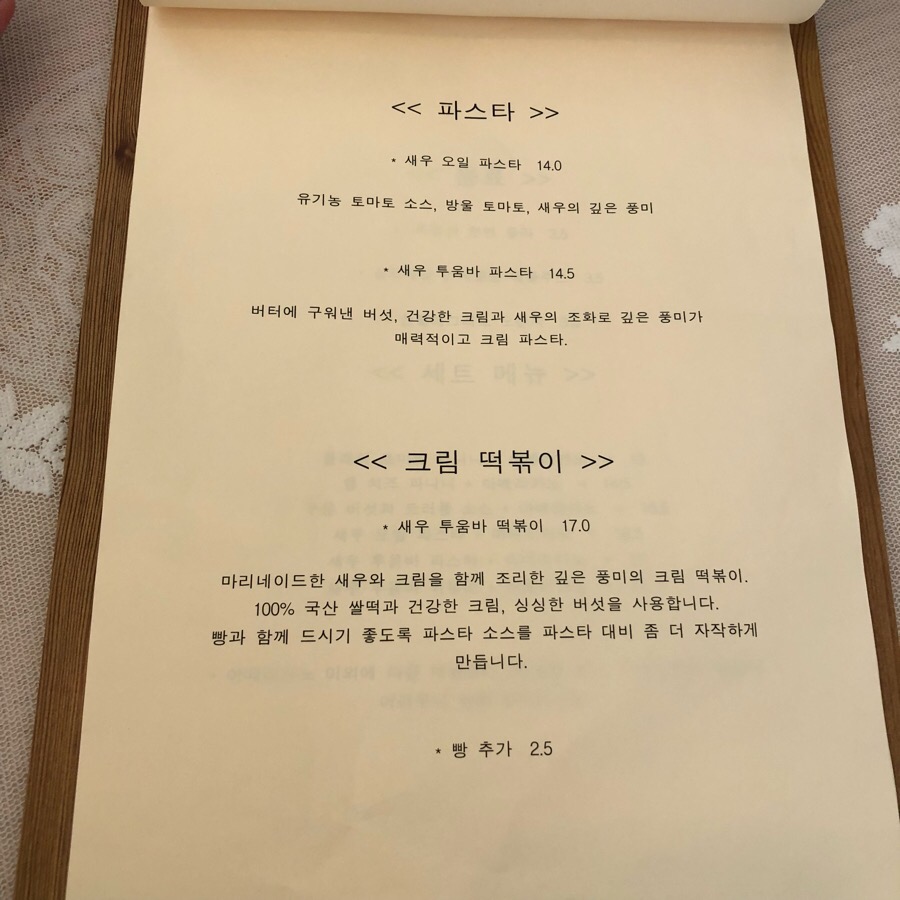 << 파스타 >>
* 새우 오일 파스타 14.0
유기농 토마토 소스, 방울 토마토, 새우의 깊은 풍미
* 새우 투움바 파스타 14.5
버터에 구워낸 버섯, 건강한 크림과 새우의 조화로 깊은 풍미가
매력적이고 크림 파스타.
<< 세트 메뉴 >>
<< 크림 떡볶이 >>
* 새우 투움바 떡볶이 17.0
마리네이드한 새우와 크림을 함께 조리한 깊은 풍미의 크림 떡볶이.
100% 국산 쌀떡과 건강한 크림, 싱싱한 버섯을 사용합니다.
빵과 함께 드시기 좋도록 파스타 소스를 파스타 대비 좀 더 자작하게
만듭니다.
* 빵 추가 2.5